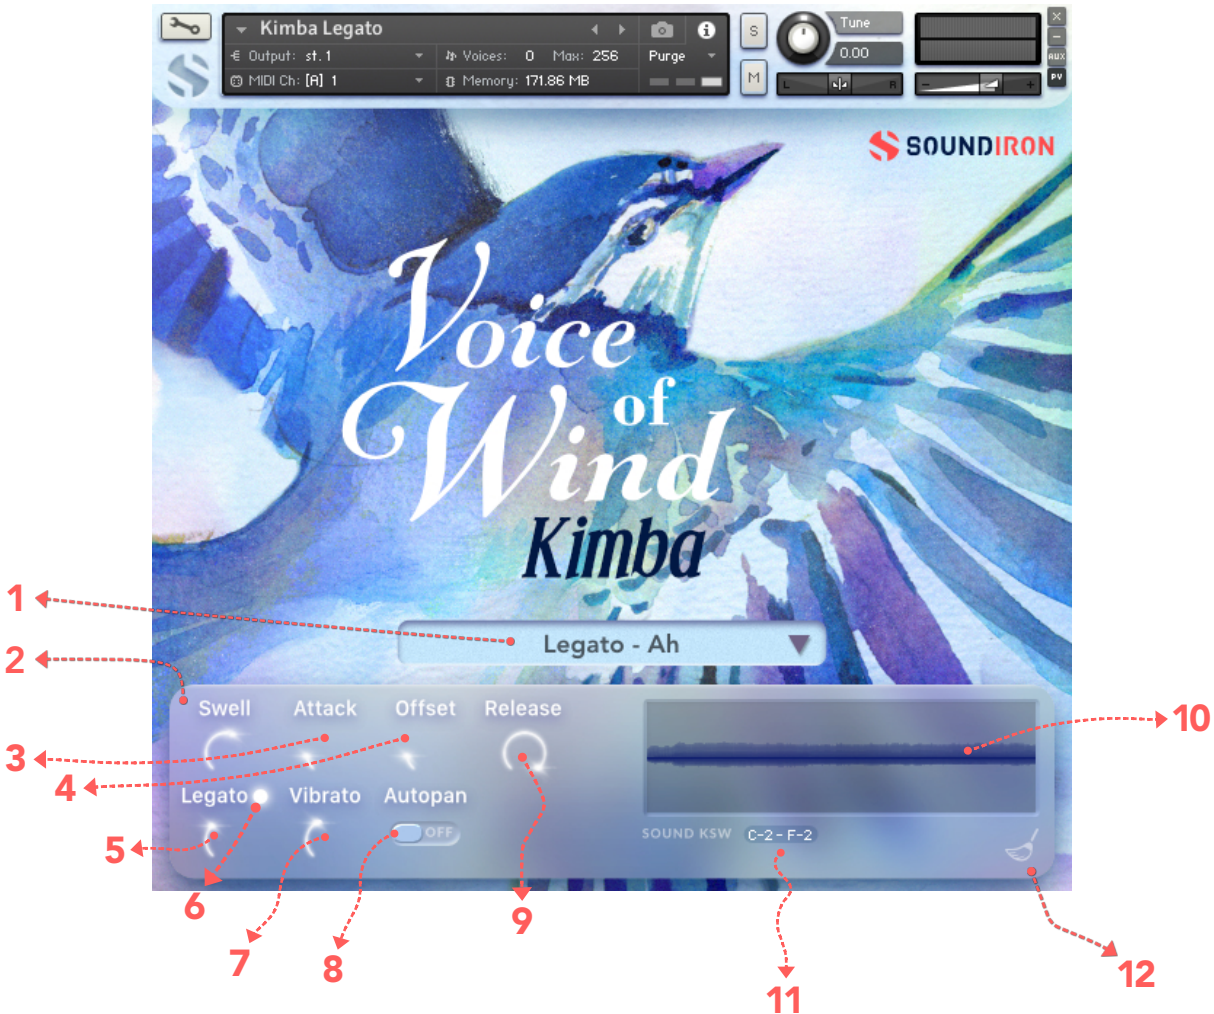 Kimba Legato
S
Tune
×
Output: st. 1
Voices: 0 Max: 256
Purge
0.00
−
AUX
MIDI Ch: [A] 1
Memory: 171.86 MB
M
L
R
−
+
PV
SOUNDIRON
Voice
of
Wind
Kimba
1
Legato - Ah
2
Swell
Attack
Offset
Release
10
3
4
Legato
Vibrato
Autopan
OFF
SOUND KSW
C-2 - F-2
5
6
9
7
8
12
11